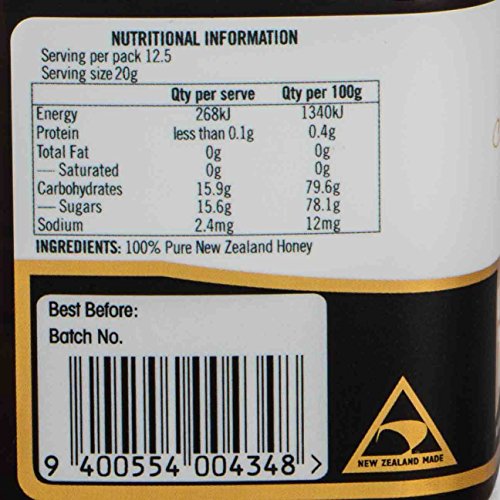 NUTRITIONAL INFORMATION
Serving per pack 12.5
Serving size 20g
Qty per serve Qty per 100g
Energy 268kJ 1340kJ
Protein less than 0.1g 0.4g
Total Fat 0g 0g
— Saturated 0g 0g
Carbohydrates 15.9g 79.6g
— Sugars 15.6g 78.1g
Sodium 2.4mg 12mg
INGREDIENTS: 100% Pure New Zealand Honey
Best Before:
Batch No.
9 400554 004348 >
NEW ZEALAND MADE